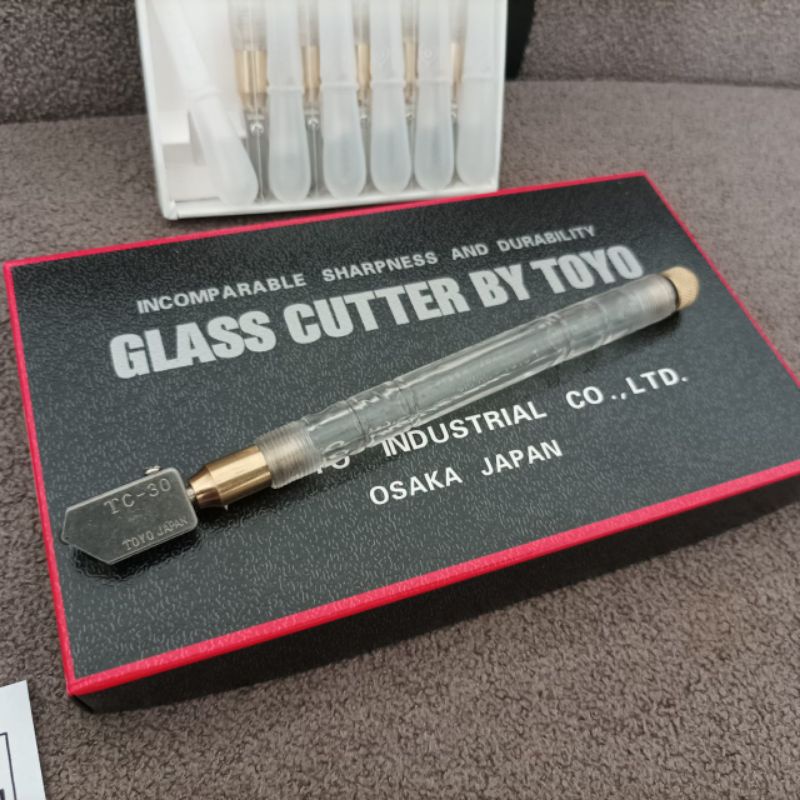 INCOMPARABLE SHARPNESS AND DURABILITY
GLASS CUTTER BY TOYO
INDUSTRIAL CO.,LTD.
OSAKA JAPAN
TC-30
TOYO JAPAN